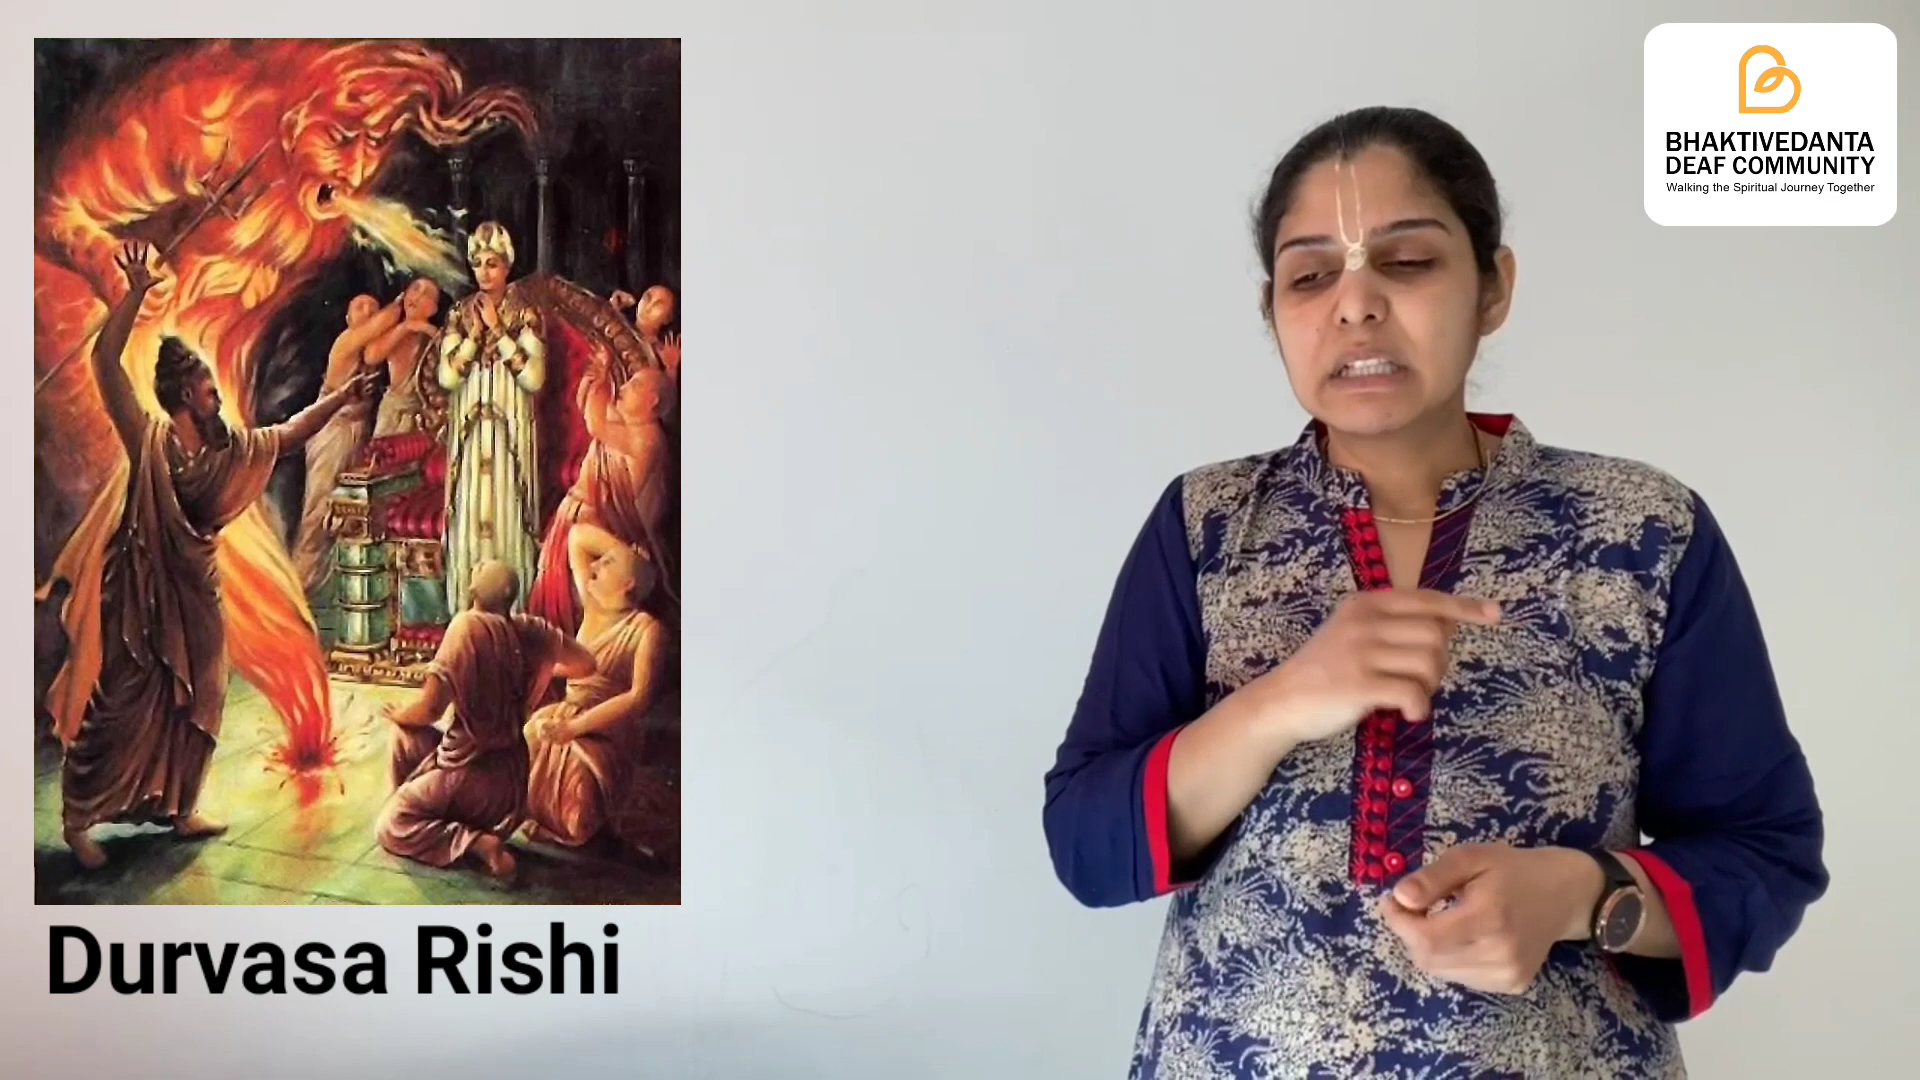 BHAKTIVEDANTA
DEAF COMMUNITY
Walking the Spiritual Journey Together
Durvasa Rishi